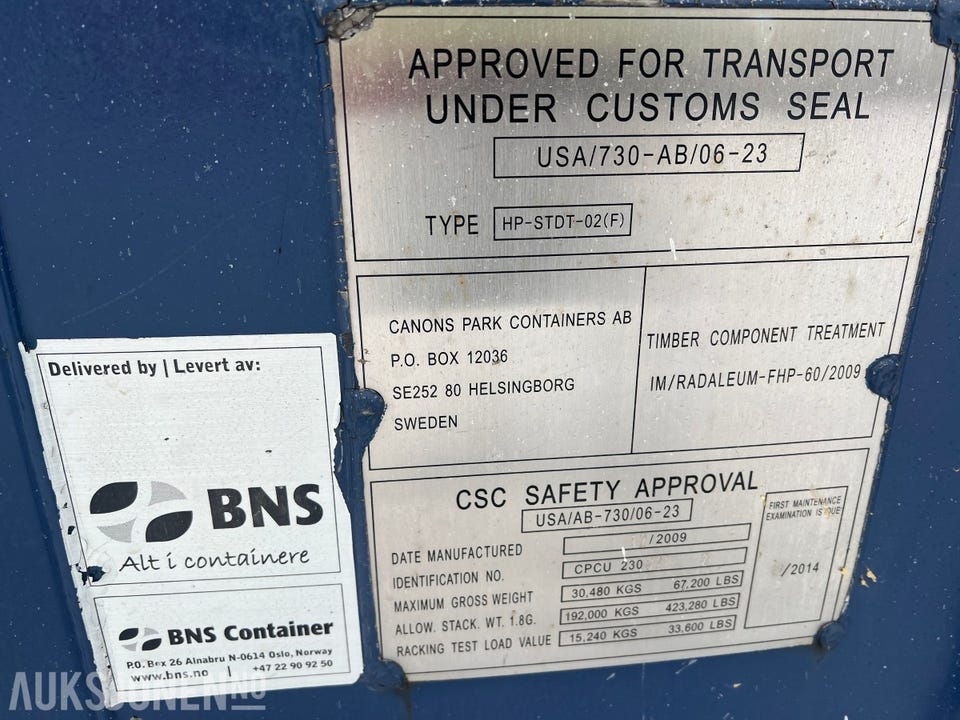 APPROVED FOR TRANSPORT
UNDER CUSTOMS SEAL
USA/730-AB/06-23
TYPE HP-STDT-02(F)
CANONS PARK CONTAINERS AB
P.O. BOX 12036
SE252 80 HELSINGBORG
SWEDEN
TIMBER COMPONENT TREATMENT
IM/RADALEUM-FHP-60/2009
CSC SAFETY APPROVAL
USA/AB-730/06-23
DATE MANUFACTURED /2009
IDENTIFICATION NO. CPCU 230
MAXIMUM GROSS WEIGHT 30,480 KGS 67,200 LBS
ALLOW. STACK. WT. 1.8G. 192,000 KGS 423,280 LBS
RACKING TEST LOAD VALUE 15,240 KGS 33,600 LBS
FIRST MAINTENANCE
EXAMINATION IS DUE
/2014
Delivered by | Levert av:
BNS
Alt i containere
BNS Container
P.O. Box 26 Alnabru N-0614 Oslo, Norway
www.bns.no | +47 22 90 92 50
AUKSJONEN NO